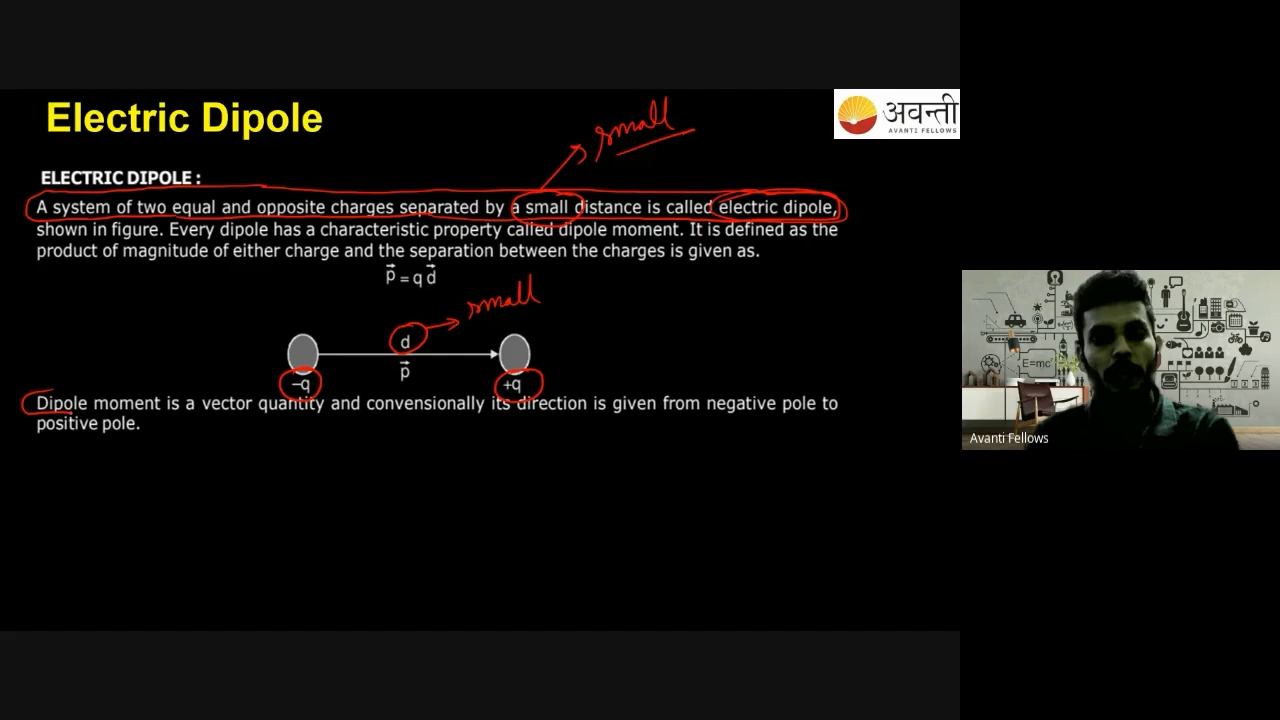 Electric Dipole
small
अवन्ती
AVANTI FELLOWS
ELECTRIC DIPOLE :
A system of two equal and opposite charges separated by a small distance is called electric dipole,
shown in figure. Every dipole has a characteristic property called dipole moment. It is defined as the
product of magnitude of either charge and the separation between the charges is given as.
p⃗ = q d⃗
small
d
p⃗
−q
+q
Dipole moment is a vector quantity and convensionally its direction is given from negative pole to
positive pole.
E=mc²
Avanti Fellows